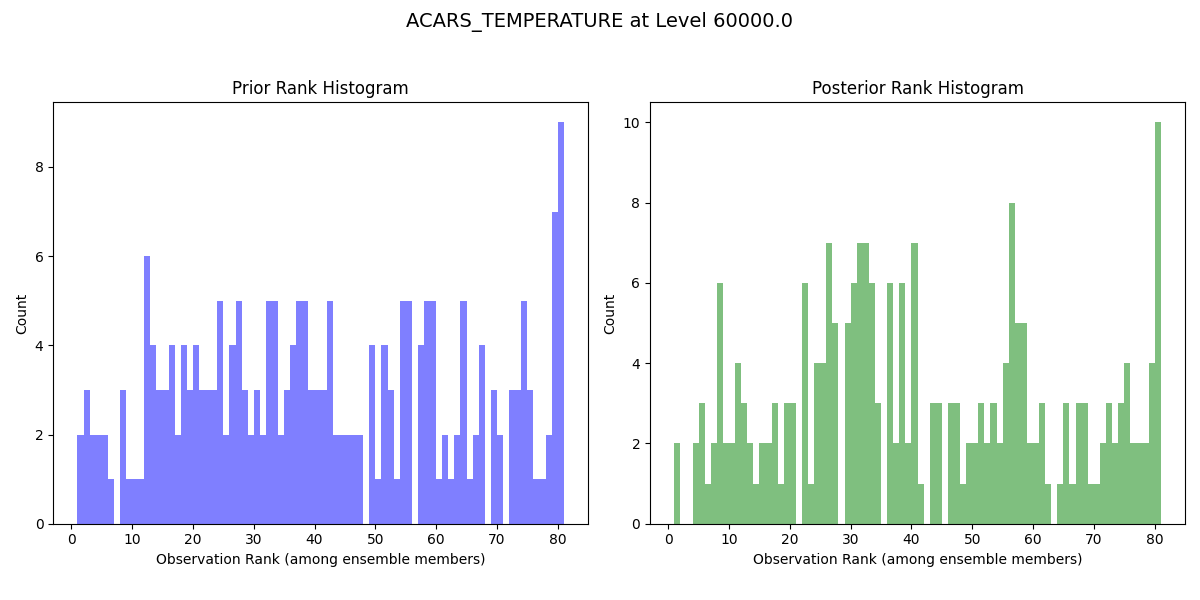 ACARS_TEMPERATURE at Level 60000.0
Prior Rank Histogram
Count
0
2
4
6
8
0 10 20 30 40 50 60 70 80
Observation Rank (among ensemble members)
Posterior Rank Histogram
Count
0
2
4
6
8
10
0 10 20 30 40 50 60 70 80
Observation Rank (among ensemble members)